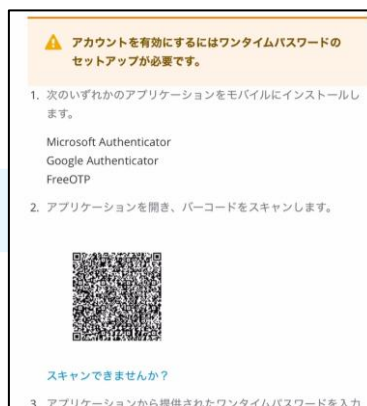 アカウントを有効にするにはワンタイムパスワードの
セットアップが必要です。
1. 次のいずれかのアプリケーションをモバイルにインストールし
ます。
Microsoft Authenticator
Google Authenticator
FreeOTP
2. アプリケーションを開き、バーコードをスキャンします。
スキャンできませんか？
3. アプリケーションから提供されたワンタイムパスワードを入力